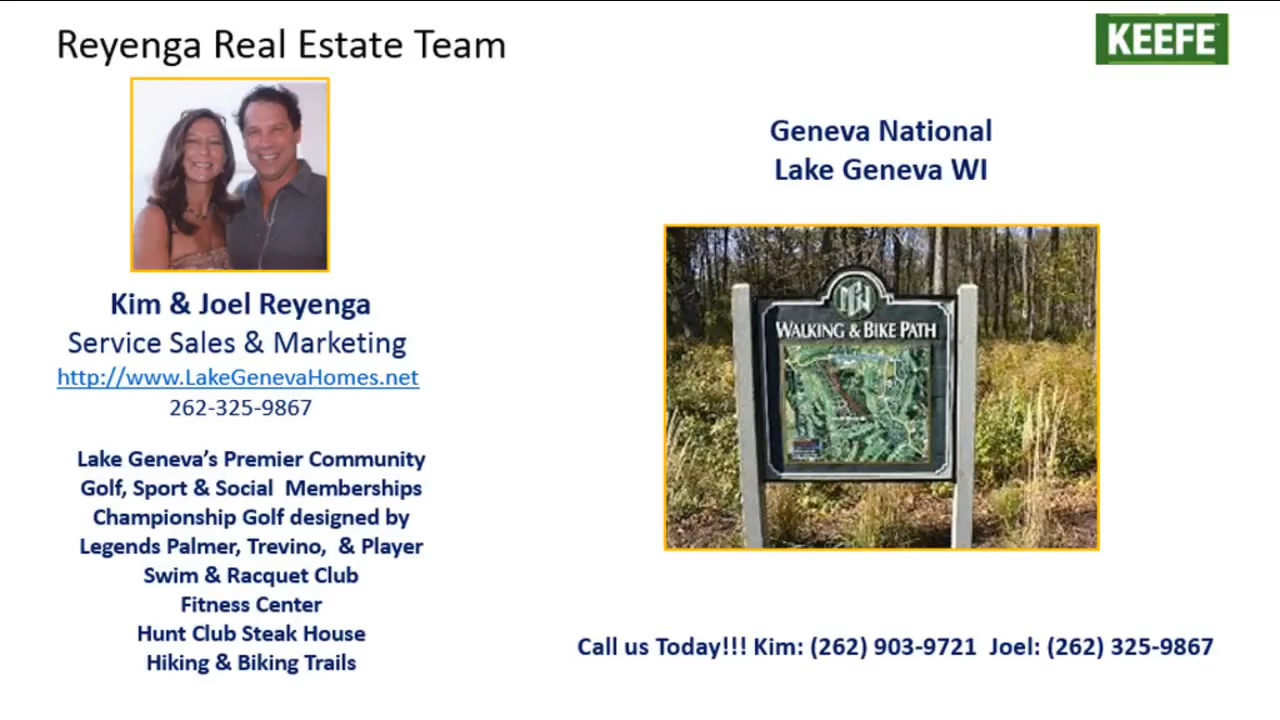 Reyenga Real Estate Team
KEEFE
Kim & Joel Reyenga
Service Sales & Marketing
http://www.LakeGenevaHomes.net
262-325-9867
Lake Geneva’s Premier Community
Golf, Sport & Social Memberships
Championship Golf designed by
Legends Palmer, Trevino, & Player
Swim & Racquet Club
Fitness Center
Hunt Club Steak House
Hiking & Biking Trails
Geneva National
Lake Geneva WI
WALKING & BIKE PATH
Call us Today!!! Kim: (262) 903-9721 Joel: (262) 325-9867